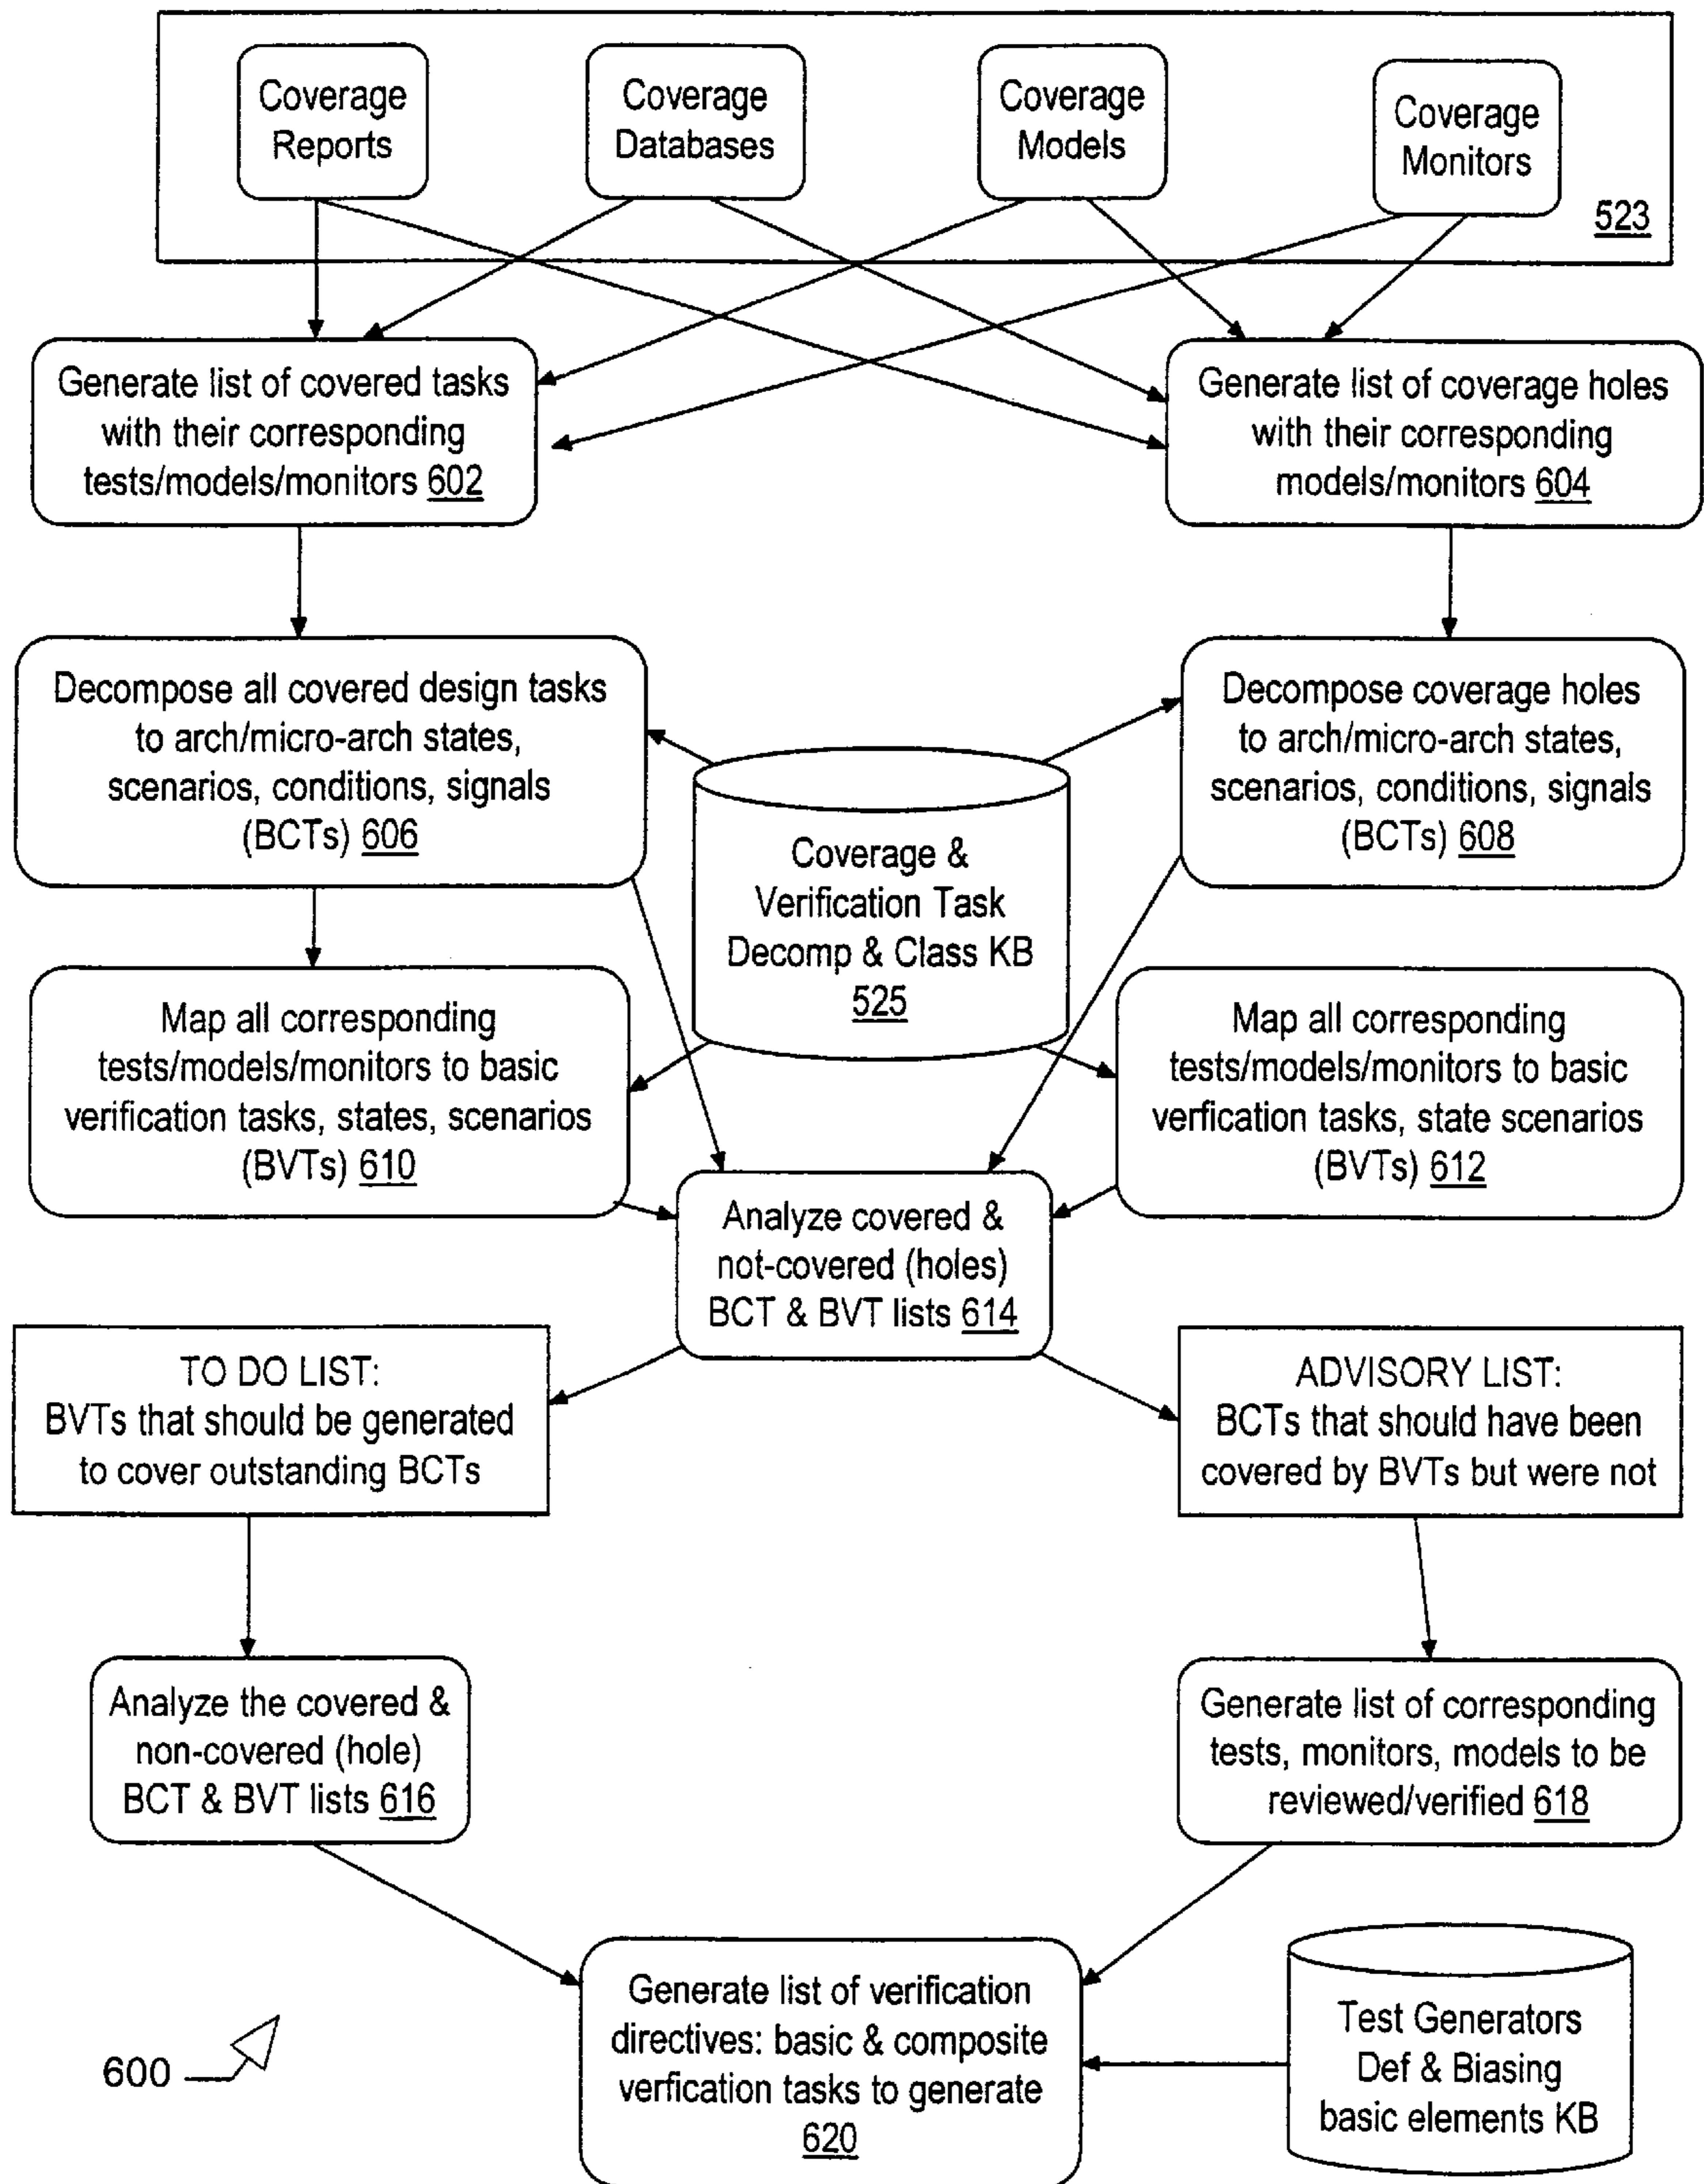 Coverage
Reports
Coverage
Databases
Coverage
Models
Coverage
Monitors
523
Generate list of covered tasks
with their corresponding
tests/models/monitors 602
Generate list of coverage holes
with their corresponding
models/monitors 604
Decompose all covered design tasks
to arch/micro-arch states,
scenarios, conditions, signals
(BCTs) 606
Decompose coverage holes
to arch/micro-arch states,
scenarios, conditions, signals
(BCTs) 608
Coverage &
Verification Task
Decomp & Class KB
525
Map all corresponding
tests/models/monitors to basic
verification tasks, states, scenarios
(BVTs) 610
Map all corresponding
tests/models/monitors to basic
verfication tasks, state scenarios
(BVTs) 612
Analyze covered &
not-covered (holes)
BCT & BVT lists 614
TO DO LIST:
BVTs that should be generated
to cover outstanding BCTs
ADVISORY LIST:
BCTs that should have been
covered by BVTs but were not
Analyze the covered &
non-covered (hole)
BCT & BVT lists 616
Generate list of corresponding
tests, monitors, models to be
reviewed/verified 618
Generate list of verification
directives: basic & composite
verfication tasks to generate
620
Test Generators
Def & Biasing
basic elements KB
600